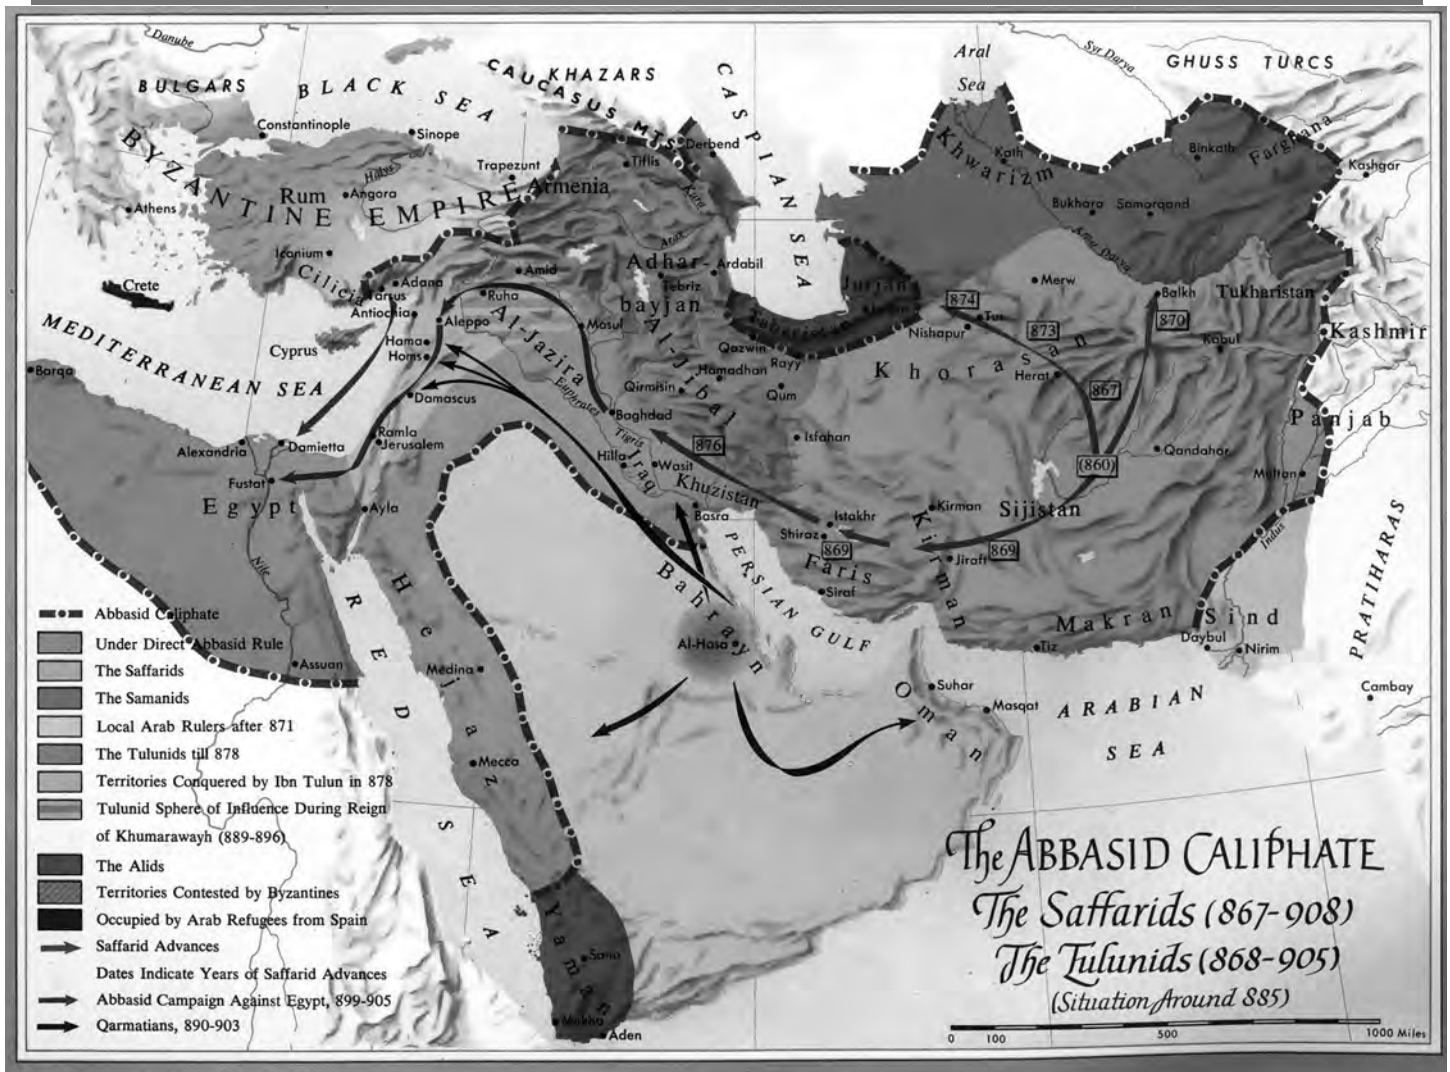 Danube
BULGARS
BLACK SEA
CAUCASUS MTS.
KHAZARS
CASPIAN SEA
Aral
Sea
Syr Darya
GHUSS TURCS
Constantinople
Sinope
Trapezunt
Tiflis
Derbend
Kath
Khwarizm
Binkath
Farghana
Kashgar
BYZANTINE EMPIRE
Rum
Halys
Angora
Armenia
Kura
Athens
Bukhara
Samarqand
Amu Darya
Iconium
Cilicia
Adana
Tarsus
Amid
Arax
Adhar-
bayjan
Ardabil
Tebriz
Jurjan
Merw
Balkh
Tukharistan
Crete
Antiochia
Ruha
Aleppo
Mosul
Al-Jazira
Al-Jibal
Tabaristan
874
Tus
Nishapur
873
870
Kashmir
MEDITERRANEAN SEA
Cyprus
Hama
Homs
Qazwin
Rayy
Khorasan
Kabul
Barqa
Damascus
Euphrates
Qirmisin
Hamadhan
Qum
Herat
867
Panjab
Baghdad
Tigris
Alexandria
Damietta
Ramla
Jerusalem
876
Isfahan
(860)
Qandahar
Multan
Fustat
Hilla
Iraq
Wasit
Khuzistan
Egypt
Ayla
Basra
Istakhr
Shiraz
869
Kirman
Kirman
Sijistan
Indus
Jiraft
869
Nile
PERSIAN GULF
Faris
Siraf
Bahrayn
PRATIHARAS
Hejaz
RED SEA
Al-Hasa
Makran
Tiz
Sind
Daybul
Nirim
Assuan
Medina
Suhar
Masqat
Oman
ARABIAN
SEA
Cambay
Mecca
Yaman
Sana
Mokha
Aden
Abbasid Caliphate
Under Direct Abbasid Rule
The Saffarids
The Samanids
Local Arab Rulers after 871
The Tulunids till 878
Territories Conquered by Ibn Tulun in 878
Tulunid Sphere of Influence During Reign
of Khumarawayh (889-896)
The Alids
Territories Contested by Byzantines
Occupied by Arab Refugees from Spain
Saffarid Advances
Dates Indicate Years of Saffarid Advances
Abbasid Campaign Against Egypt, 899-905
Qarmatians, 890-903
The ABBASID CALIPHATE
The Saffarids (867-908)
The Tulunids (868-905)
(Situation Around 885)
0 100 500 1000 Miles